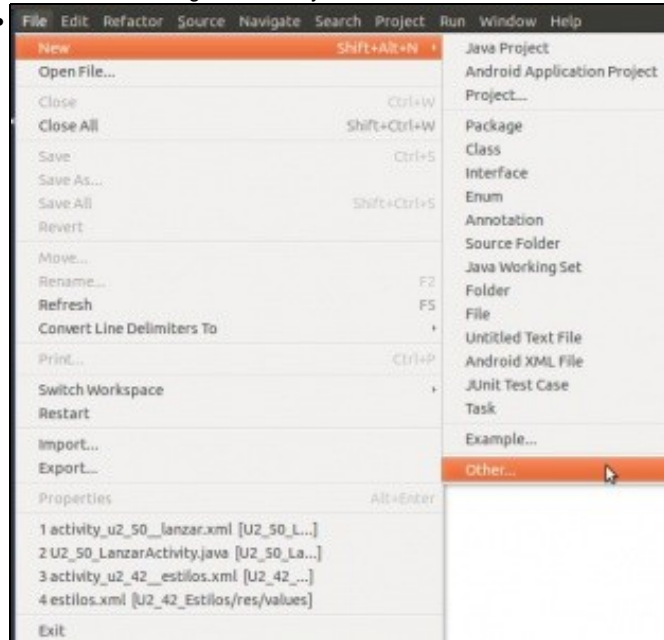 File Edit Refactor Source Navigate Search Project Run Window Help
New Shift+Alt+N
Open File...
Close Ctrl+W
Close All Shift+Ctrl+W
Save Ctrl+S
Save As...
Save All Shift+Ctrl+S
Revert
Move...
Rename... F2
Refresh F5
Convert Line Delimiters To
Print... Ctrl+P
Switch Workspace
Restart
Import...
Export...
Properties Alt+Enter
1 activity_u2_50__lanzar.xml [U2_50_L...]
2 U2_50_LanzarActivity.java [U2_50_La...]
3 activity_u2_42__estilos.xml [U2_42_...]
4 estilos.xml [U2_42_Estilos/res/values]
Exit
Java Project
Android Application Project
Project...
Package
Class
Interface
Enum
Annotation
Source Folder
Java Working Set
Folder
File
Untitled Text File
Android XML File
JUnit Test Case
Task
Example...
Other...